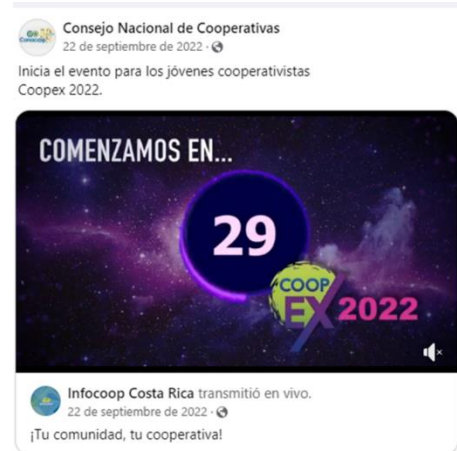 Consejo Nacional de Cooperativas
22 de septiembre de 2022 ·
Inicia el evento para los jóvenes cooperativistas
Coopex 2022.
COMENZAMOS EN...
29
COOP
EX 2022
Infocoop Costa Rica transmitió en vivo.
22 de septiembre de 2022 ·
¡Tu comunidad, tu cooperativa!